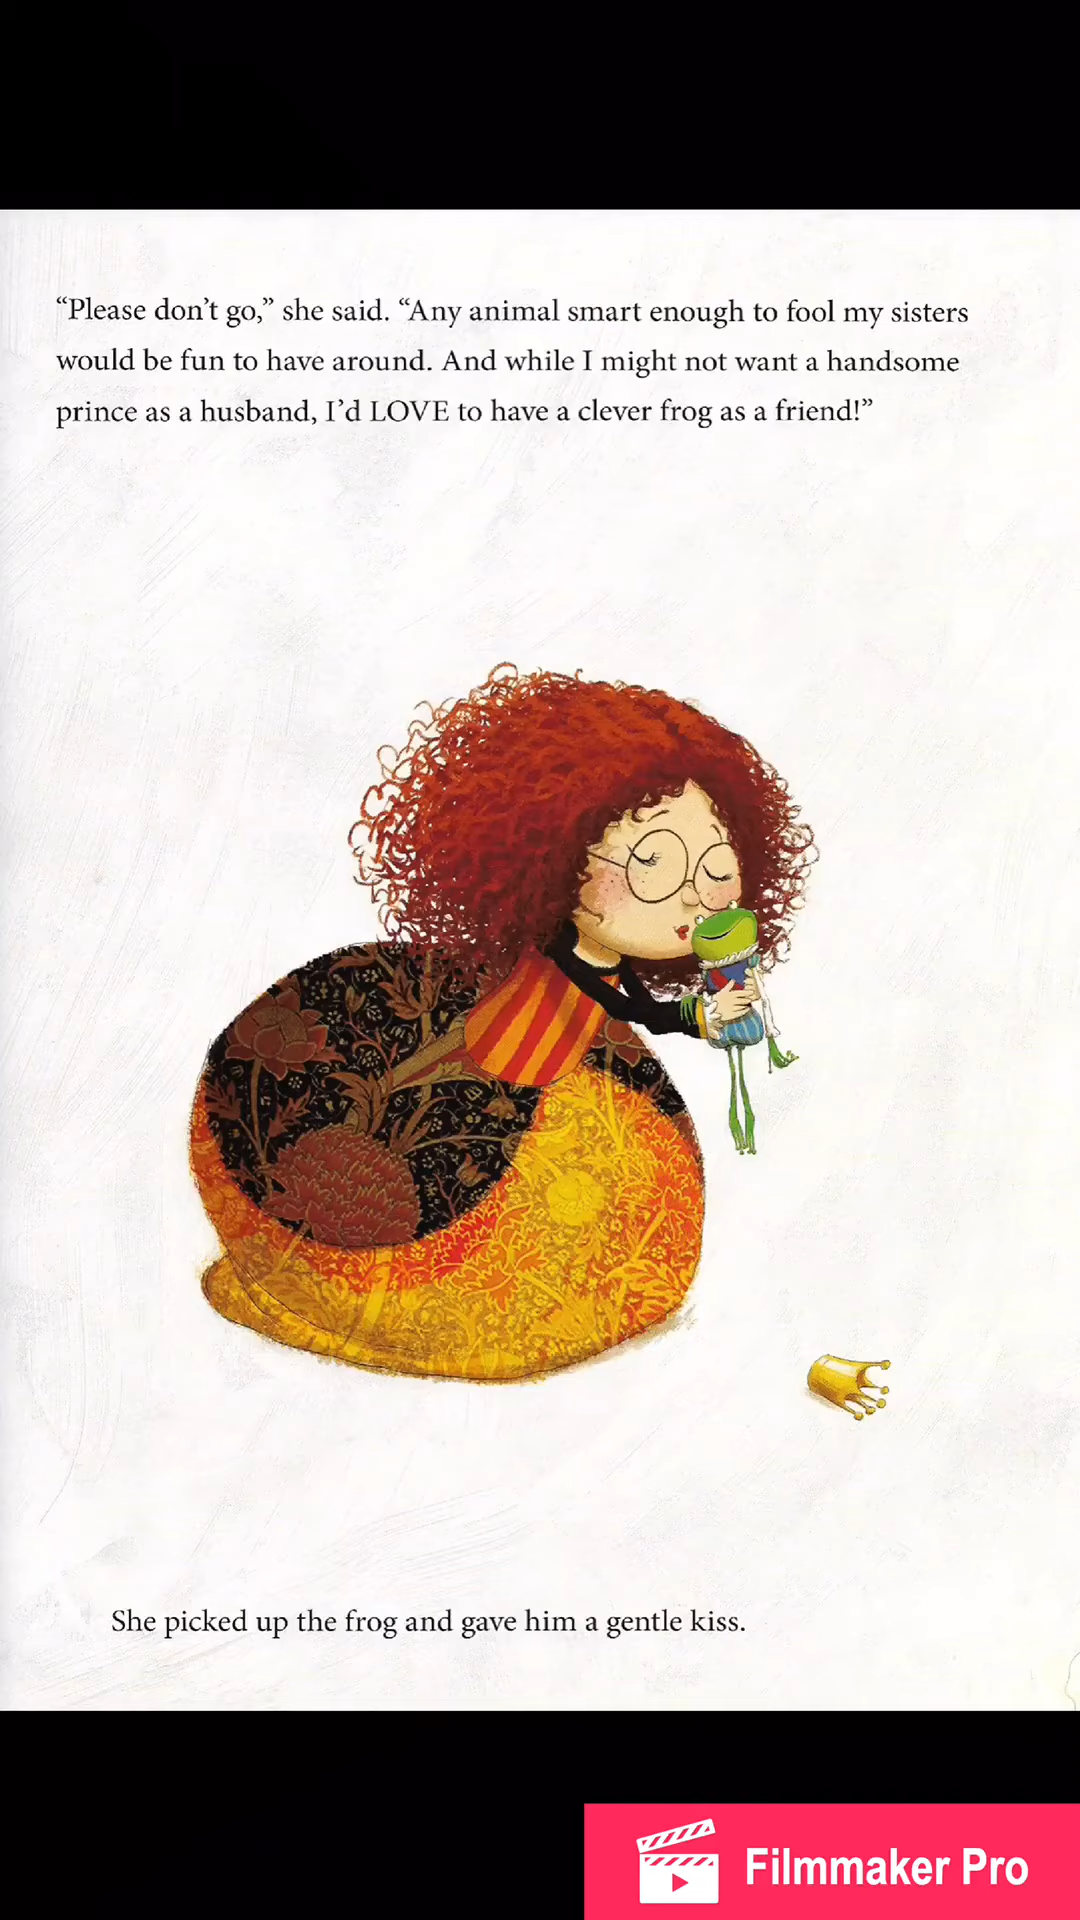 “Please don’t go,” she said. “Any animal smart enough to fool my sisters
would be fun to have around. And while I might not want a handsome
prince as a husband, I’d LOVE to have a clever frog as a friend!”
She picked up the frog and gave him a gentle kiss.
Filmmaker Pro